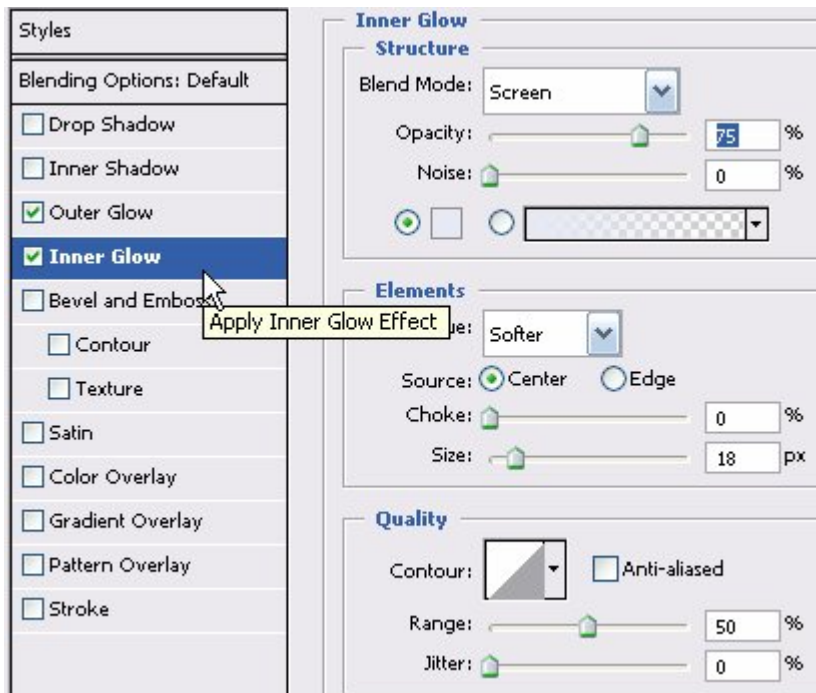 Styles
Blending Options: Default
Drop Shadow
Inner Shadow
Outer Glow
Inner Glow
Bevel and Embos
Contour
Texture
Satin
Color Overlay
Gradient Overlay
Pattern Overlay
Stroke
Apply Inner Glow Effect
Inner Glow
Structure
Blend Mode: Screen
Opacity: 75 %
Noise: 0 %
Elements
ue: Softer
Source: Center Edge
Choke: 0 %
Size: 18 px
Quality
Contour: Anti-aliased
Range: 50 %
Jitter: 0 %